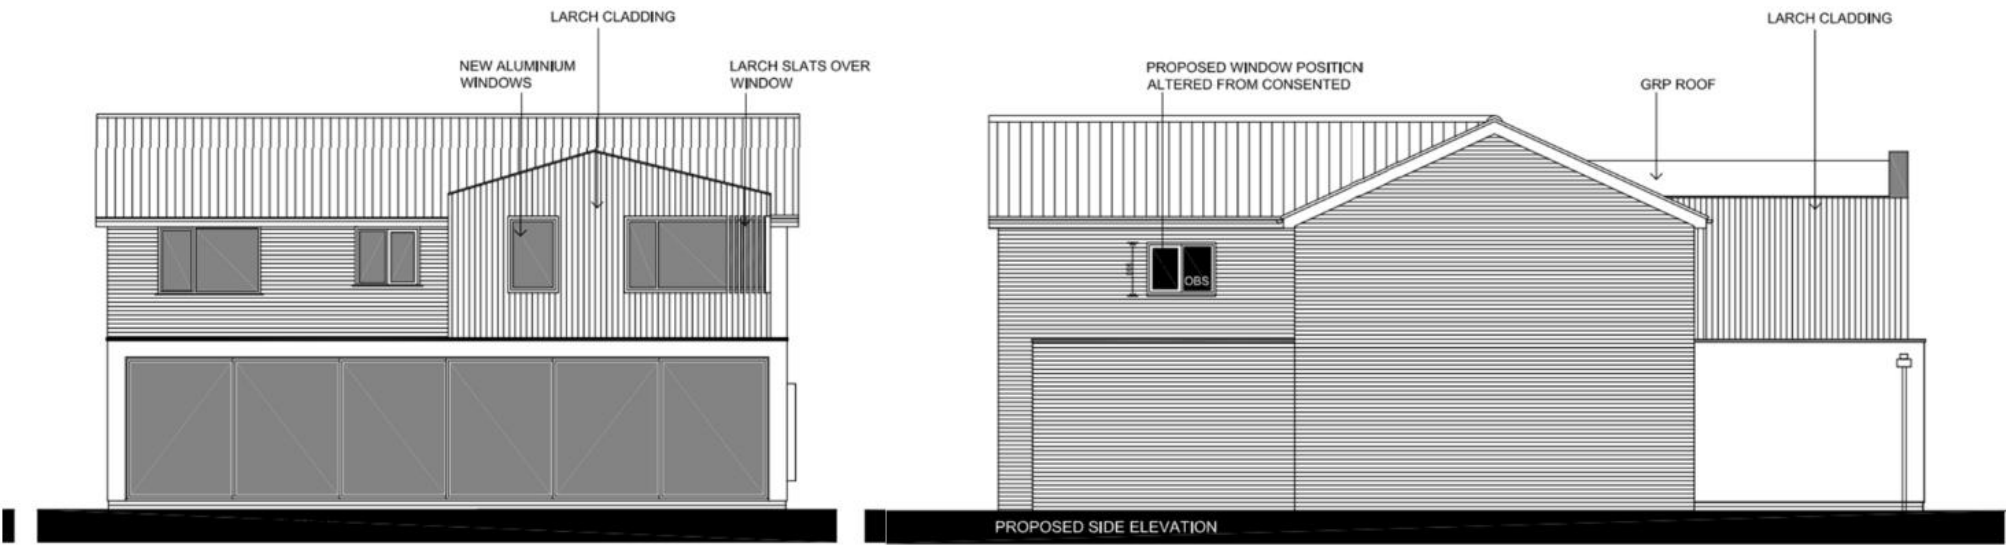 LARCH CLADDING
NEW ALUMINIUM
WINDOWS
LARCH SLATS OVER
WINDOW
LARCH CLADDING
PROPOSED WINDOW POSITION
ALTERED FROM CONSENTED
GRP ROOF
OBS
PROPOSED SIDE ELEVATION